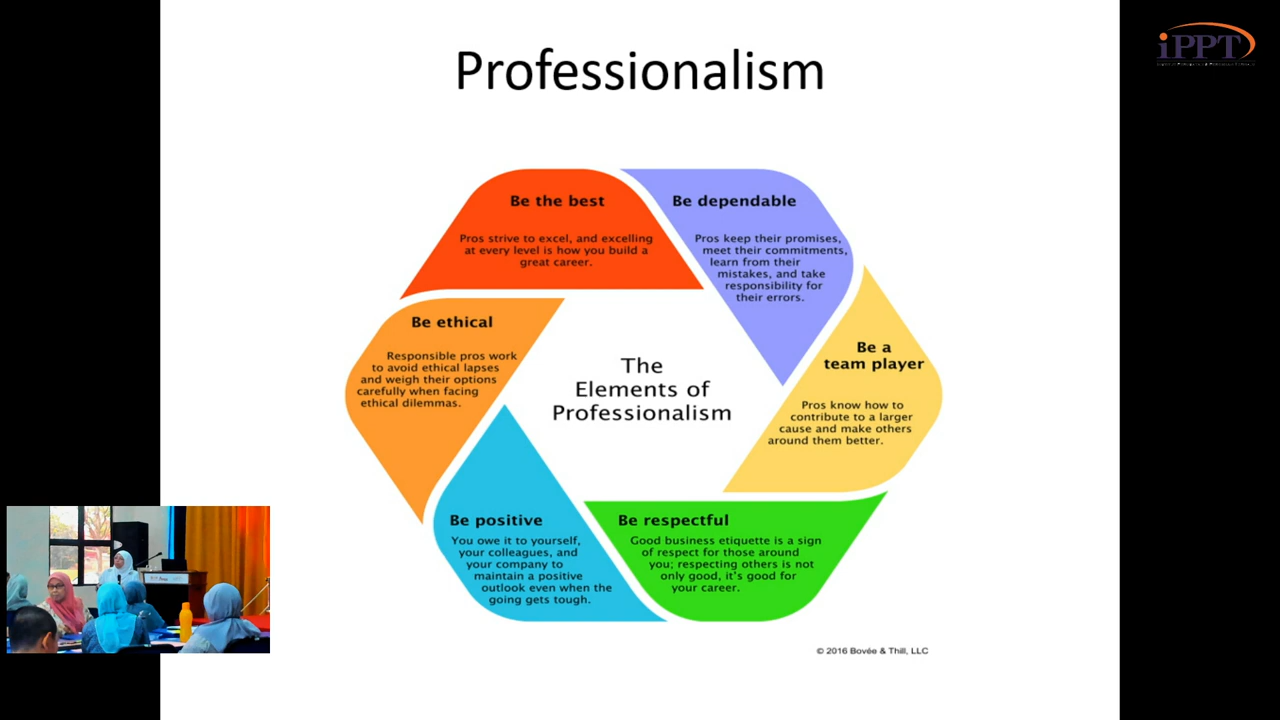 Professionalism
iPPT
Be the best
Pros strive to excel, and excelling
at every level is how you build a
great career.
Be dependable
Pros keep their promises,
meet their commitments,
learn from their
mistakes, and take
responsibility for
their errors.
Be a
team player
Pros know how to
contribute to a larger
cause and make others
around them better.
Be respectful
Good business etiquette is a sign
of respect for those around
you; respecting others is not
only good, it's good for
your career.
Be positive
You owe it to yourself,
your colleagues, and
your company to
maintain a positive
outlook even when the
going gets tough.
Be ethical
Responsible pros work
to avoid ethical lapses
and weigh their options
carefully when facing
ethical dilemmas.
The
Elements of
Professionalism
© 2016 Bovée & Thill, LLC